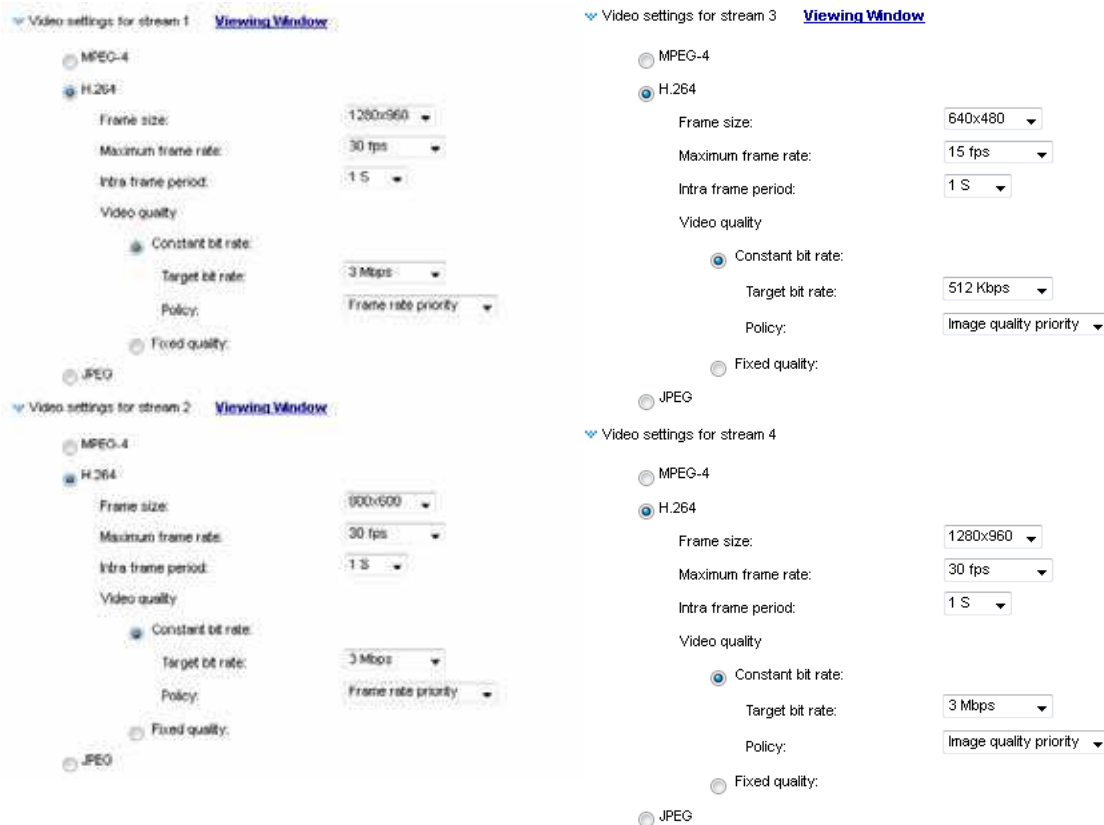 Video settings for stream 1 Viewing Window
MPEG-4
H.264
Frame size: 1280x960
Maximum frame rate: 30 fps
Intra frame period: 1 S
Video quality
Constant bit rate:
Target bit rate: 3 Mbps
Policy: Frame rate priority
Fixed quality:
JPEG
Video settings for stream 2 Viewing Window
MPEG-4
H.264
Frame size: 800x600
Maximum frame rate: 30 fps
Intra frame period: 1 S
Video quality
Constant bit rate:
Target bit rate: 3 Mbps
Policy: Frame rate priority
Fixed quality:
JPEG
Video settings for stream 3 Viewing Window
MPEG-4
H.264
Frame size: 640x480
Maximum frame rate: 15 fps
Intra frame period: 1 S
Video quality
Constant bit rate:
Target bit rate: 512 Kbps
Policy: Image quality priority
Fixed quality:
JPEG
Video settings for stream 4
MPEG-4
H.264
Frame size: 1280x960
Maximum frame rate: 30 fps
Intra frame period: 1 S
Video quality
Constant bit rate:
Target bit rate: 3 Mbps
Policy: Image quality priority
Fixed quality:
JPEG